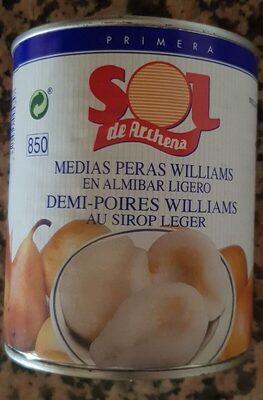 PRIMERA
SOL
de Archena
850
MEDIAS PERAS WILLIAMS
EN ALMIBAR LIGERO
DEMI-POIRES WILLIAMS
AU SIROP LEGER